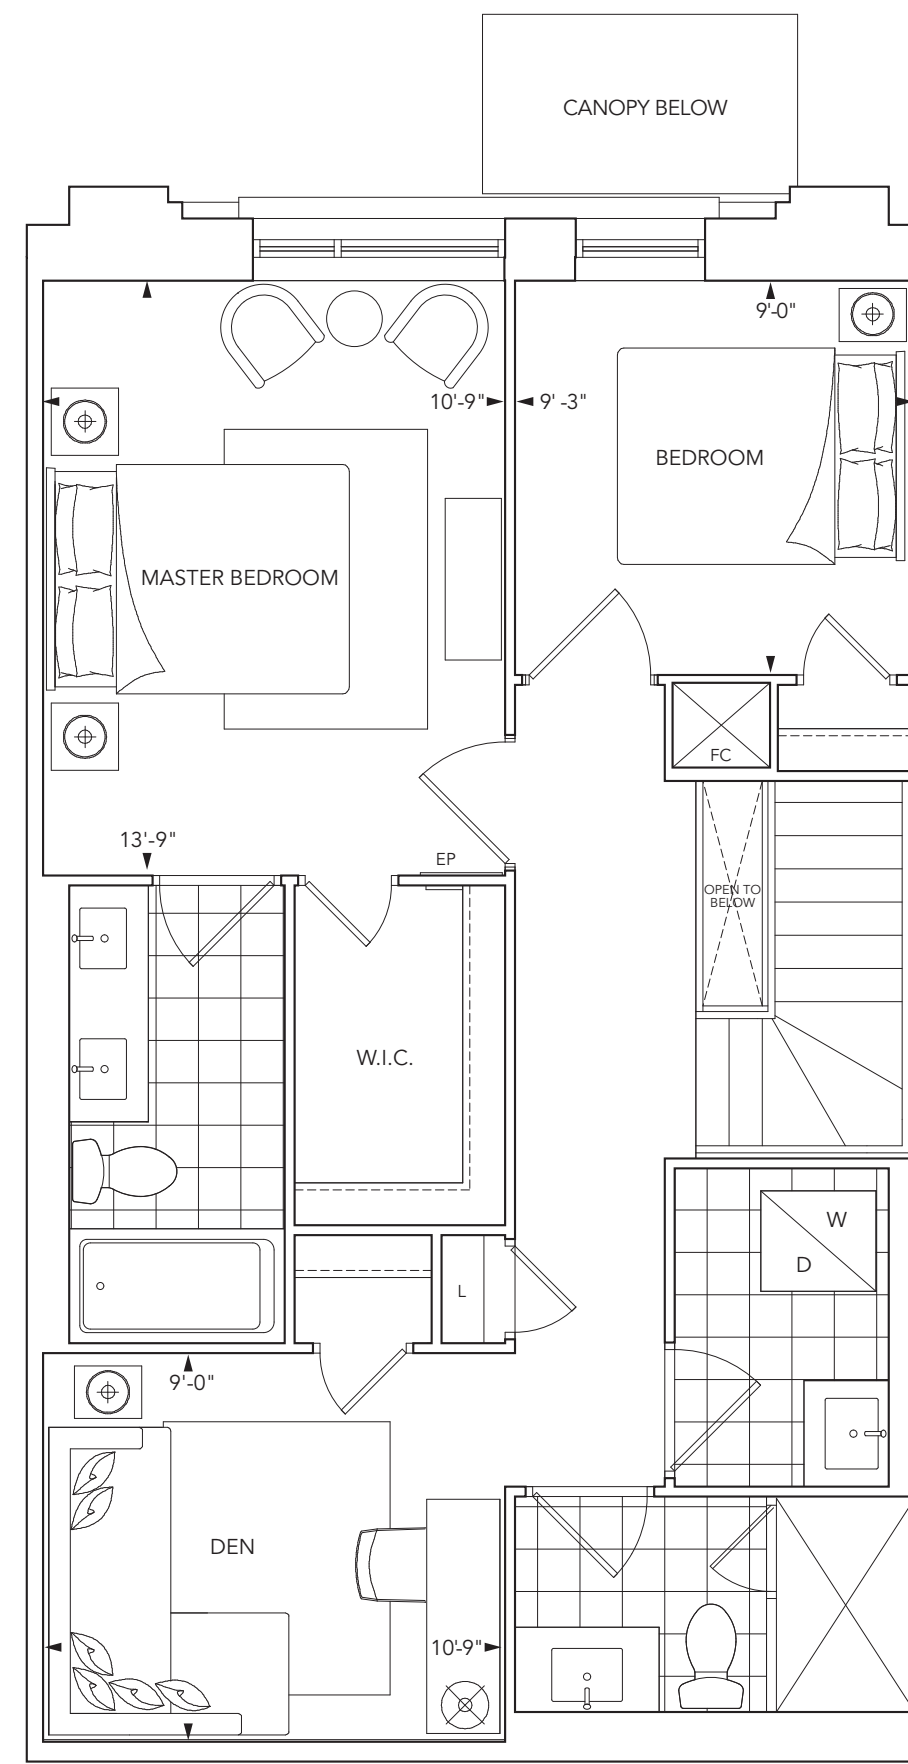 CANOPY BELOW
9'-0"
10'-9"
9' -3"
BEDROOM
MASTER BEDROOM
FC
13'-9"
EP
OPEN TO
BELOW
W.I.C.
W
D
L
9'-0"
DEN
10'-9"